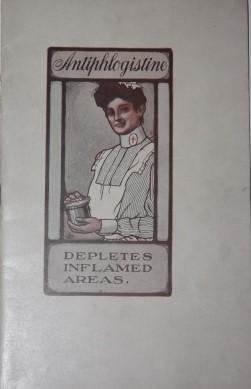 Antiphlogistine
DEPLETES
INFLAMED
AREAS.